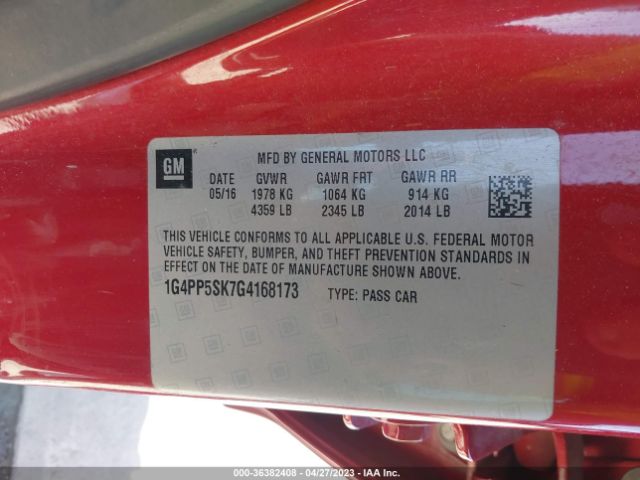 GM
MFD BY GENERAL MOTORS LLC
DATE GVWR GAWR FRT GAWR RR
05/16 1978 KG 1064 KG 914 KG
4359 LB 2345 LB 2014 LB
THIS VEHICLE CONFORMS TO ALL APPLICABLE U.S. FEDERAL MOTOR
VEHICLE SAFETY, BUMPER, AND THEFT PREVENTION STANDARDS IN
EFFECT ON THE DATE OF MANUFACTURE SHOWN ABOVE.
1G4PP5SK7G4168173 TYPE: PASS CAR
000-36382408 - 04/27/2023 - IAA Inc.